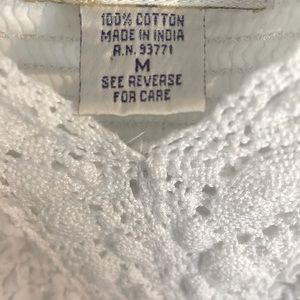 100% COTTON
MADE IN INDIA
R.N. 93771
M
SEE REVERSE
FOR CARE